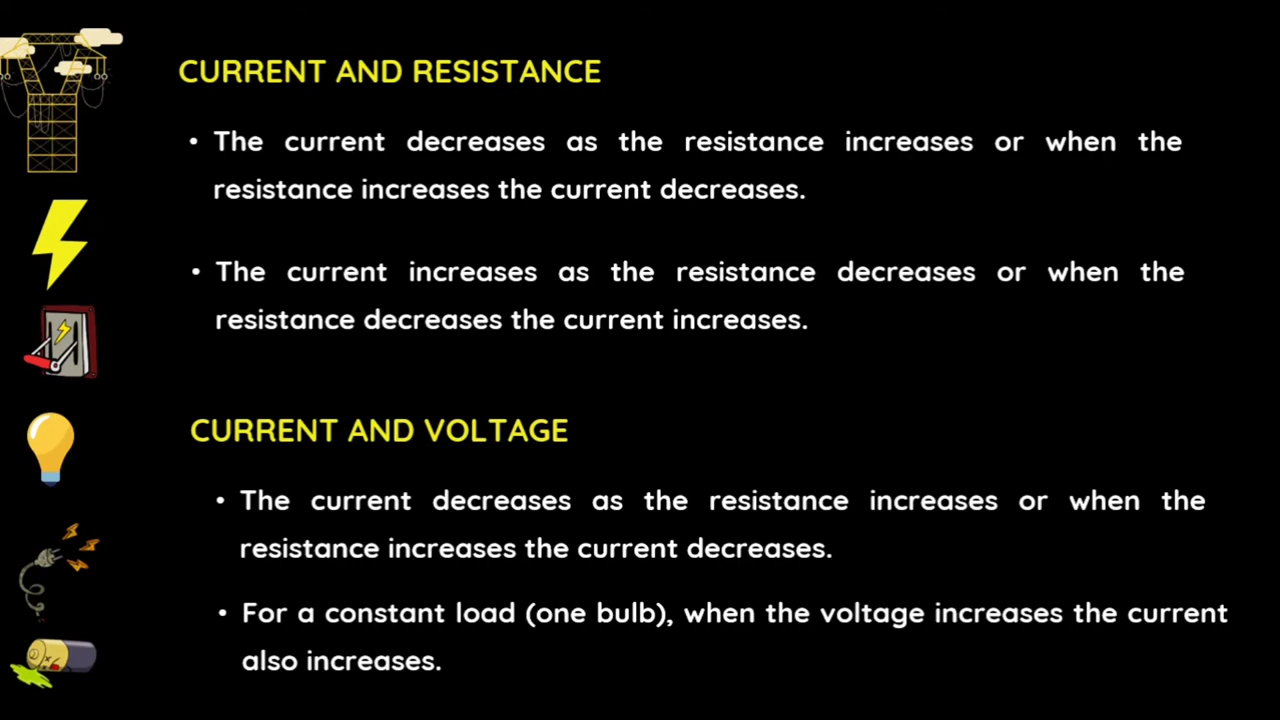 CURRENT AND RESISTANCE
• The current decreases as the resistance increases or when the
resistance increases the current decreases.
• The current increases as the resistance decreases or when the
resistance decreases the current increases.
CURRENT AND VOLTAGE
• The current decreases as the resistance increases or when the
resistance increases the current decreases.
• For a constant load (one bulb), when the voltage increases the current
also increases.